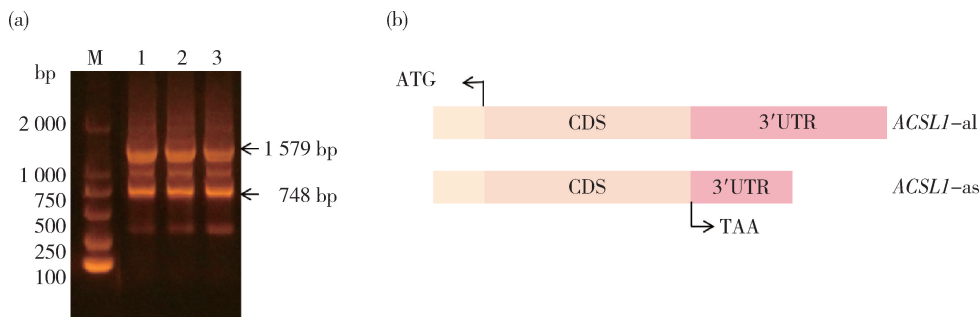 (a)
M 1 2 3
bp
2 000
1 000
750
500
250
100
1 579 bp
748 bp
(b)
ATG
CDS 3′UTR ACSL1-al
CDS 3′UTR ACSL1-as
TAA